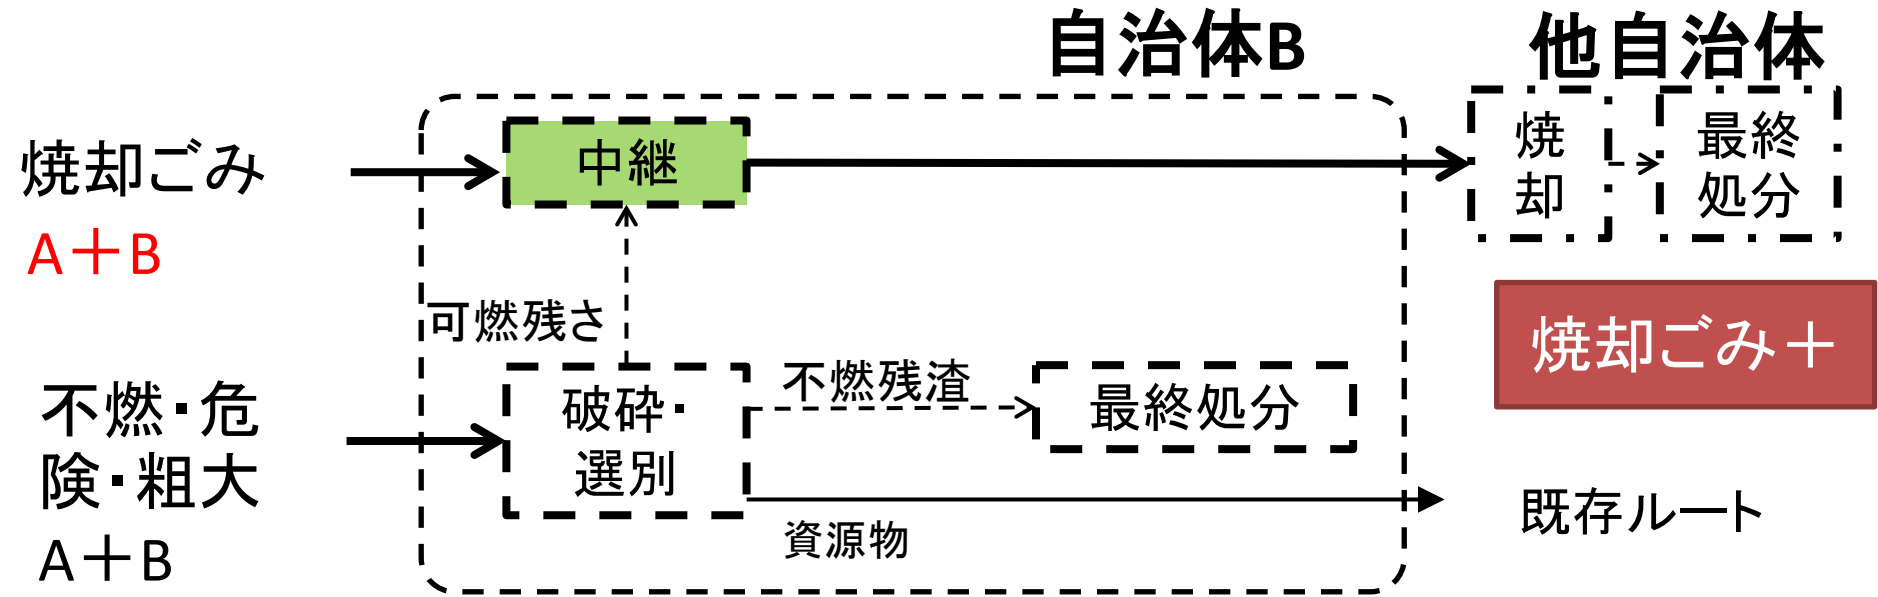 自治体B
他自治体
焼却ごみ
A＋B
中継
焼
却
最終
処分
可燃残さ
焼却ごみ＋
不燃・危
険・粗大
A＋B
破砕・
選別
不燃残渣
最終処分
資源物
既存ルート